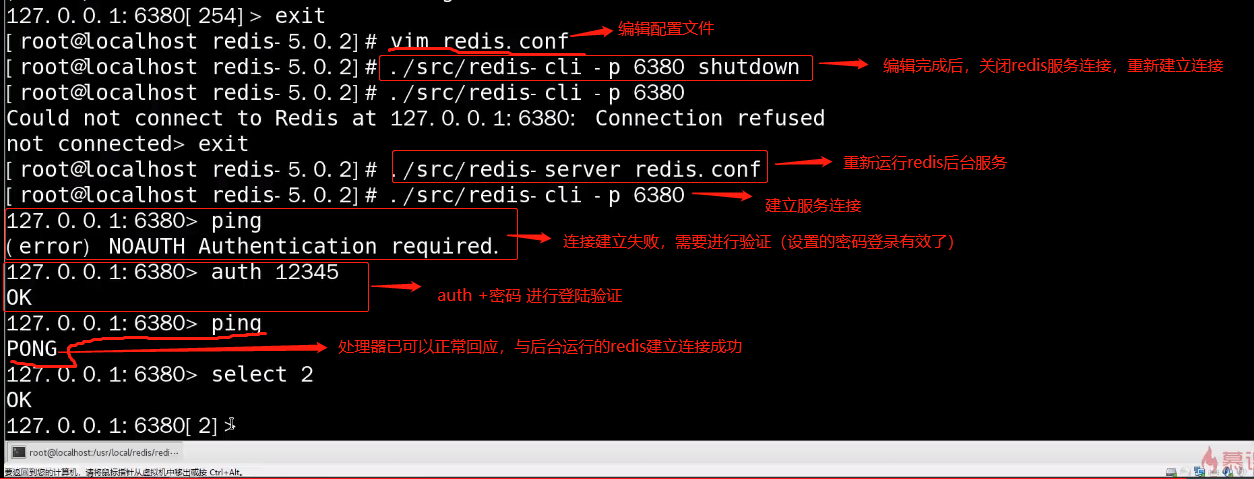 127.0.0.1:6380[254]> exit
[root@localhost redis-5.0.2]# vim redis.conf 编辑配置文件
[root@localhost redis-5.0.2]# ./src/redis-cli -p 6380 shutdown 编辑完成后，关闭redis服务连接，重新建立连接
[root@localhost redis-5.0.2]# ./src/redis-cli -p 6380
Could not connect to Redis at 127.0.0.1:6380: Connection refused
not connected> exit
[root@localhost redis-5.0.2]# ./src/redis-server redis.conf 重新运行redis后台服务
[root@localhost redis-5.0.2]# ./src/redis-cli -p 6380 建立服务连接
127.0.0.1:6380> ping
(error) NOAUTH Authentication required. 连接建立失败，需要进行验证（设置的密码登录有效了）
127.0.0.1:6380> auth 12345
OK auth +密码 进行登陆验证
127.0.0.1:6380> ping
PONG 处理器已可以正常回应，与后台运行的redis建立连接成功
127.0.0.1:6380> select 2
OK
127.0.0.1:6380[2]>
root@localhost:/usr/local/redis/redi···
要返回到您的计算机，请将鼠标指针从虚拟机中移出或按 Ctrl+Alt。